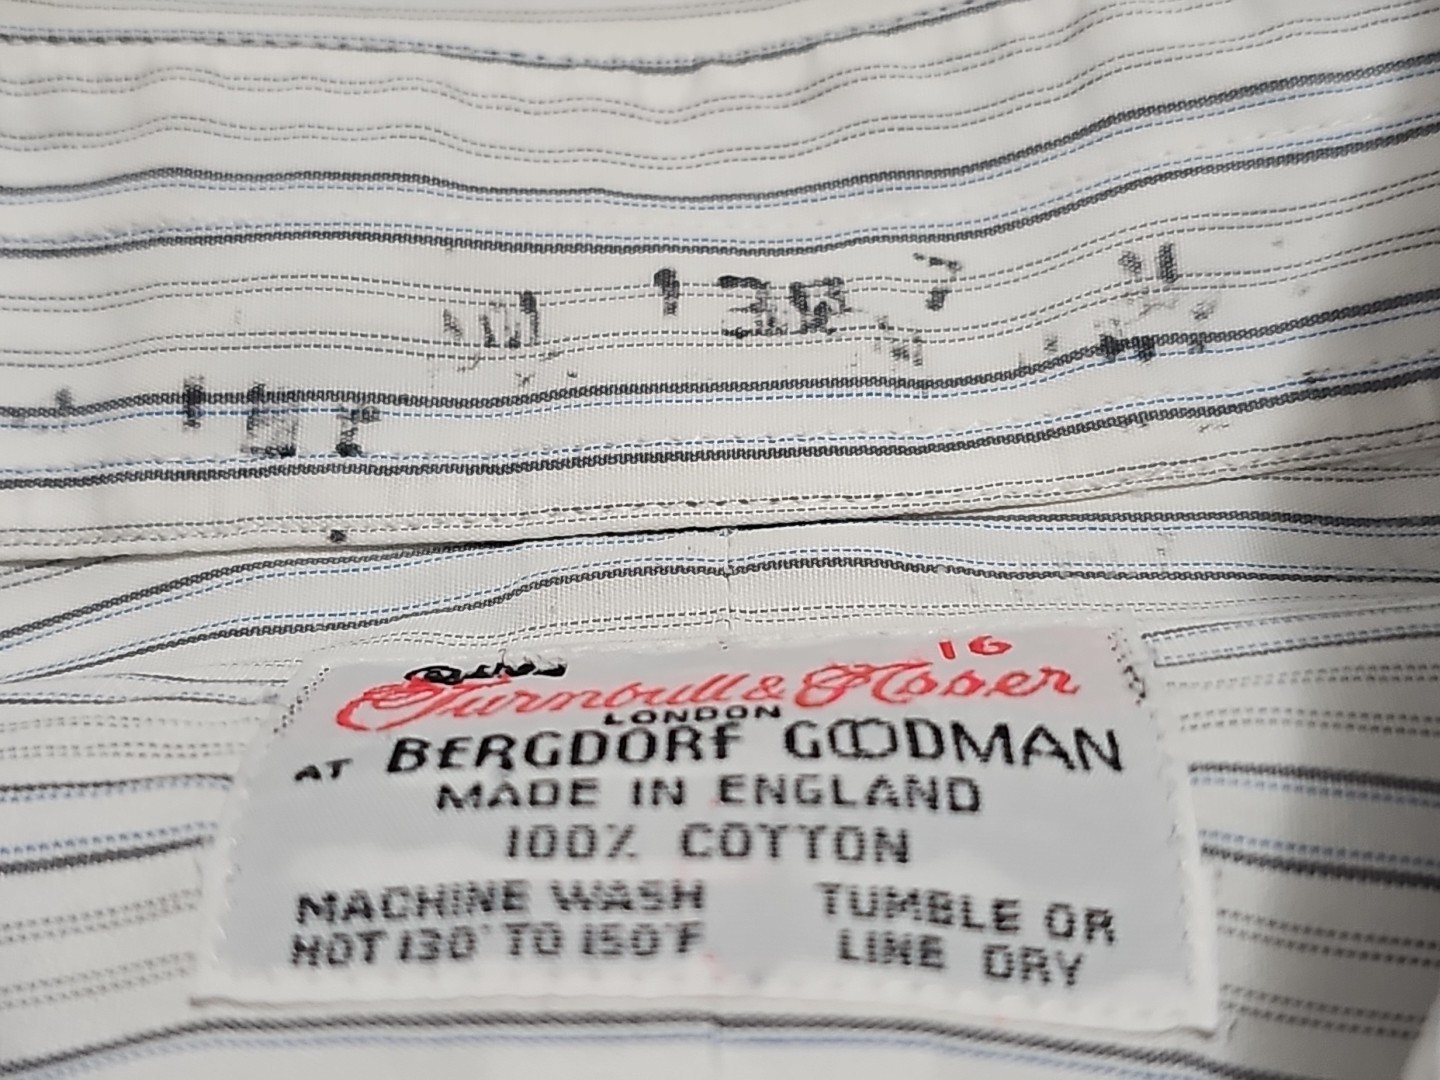 16
Turnbull & Asser
LONDON
AT BERGDORF GOODMAN
MADE IN ENGLAND
100% COTTON
MACHINE WASH
HOT 130° TO 150°F
TUMBLE OR
LINE DRY